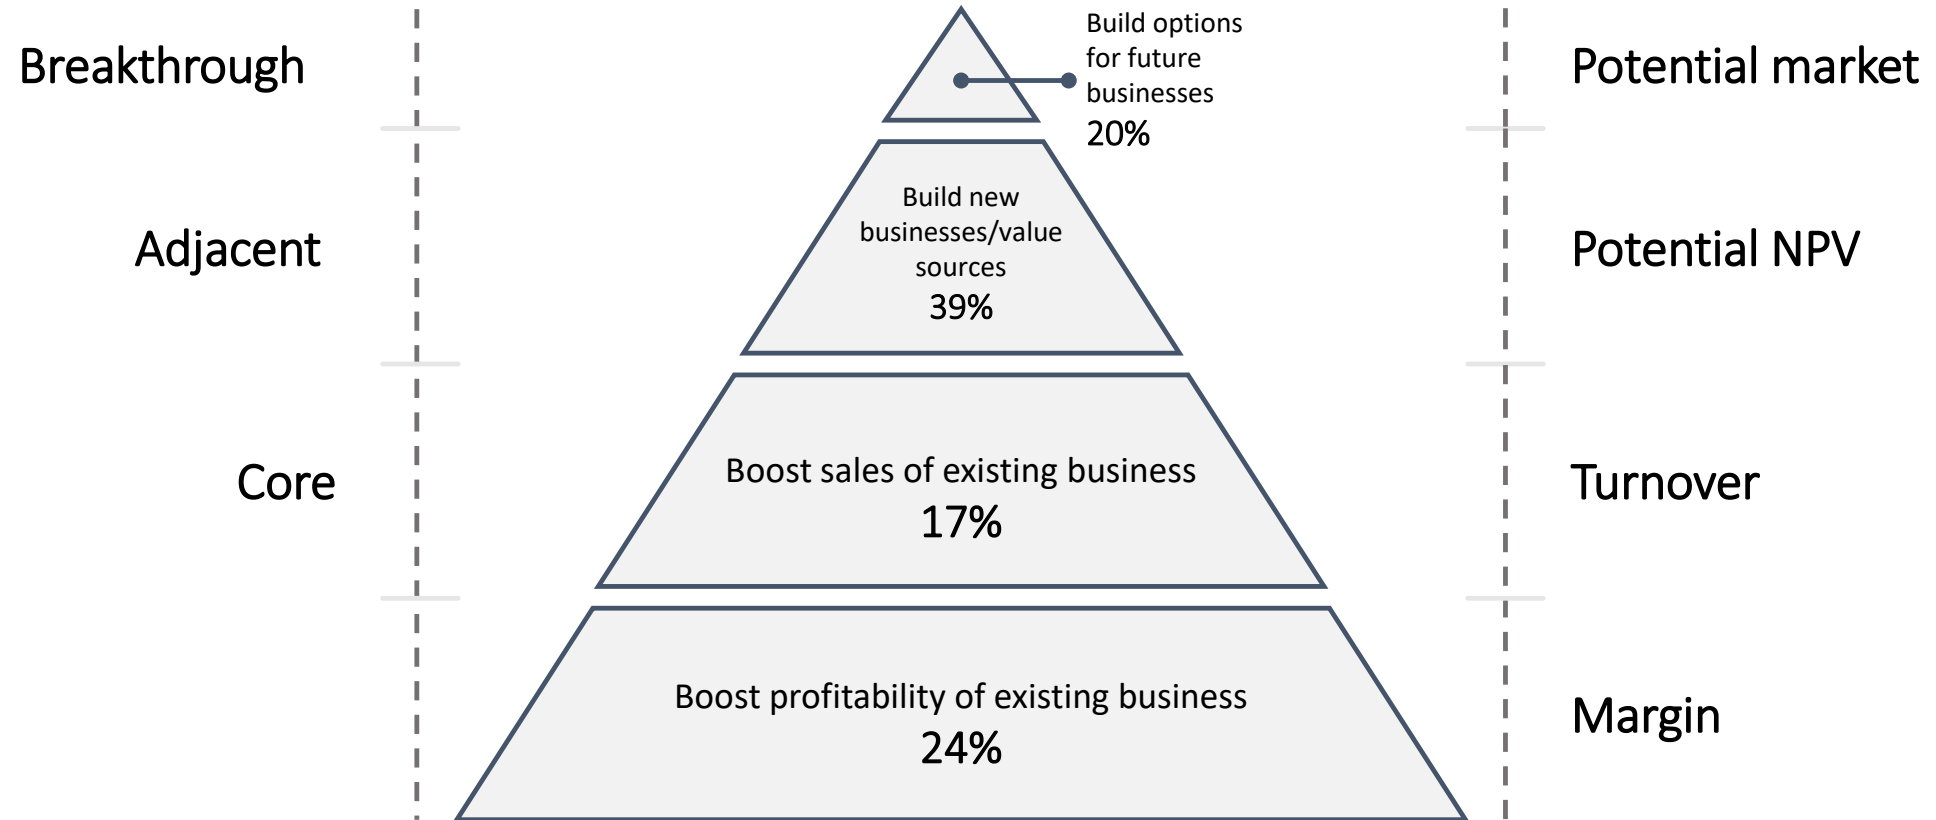 Breakthrough
Build options
for future
businesses
20%
Potential market
Adjacent
Build new
businesses/value
sources
39%
Potential NPV
Core
Boost sales of existing business
17%
Turnover
Boost profitability of existing business
24%
Margin